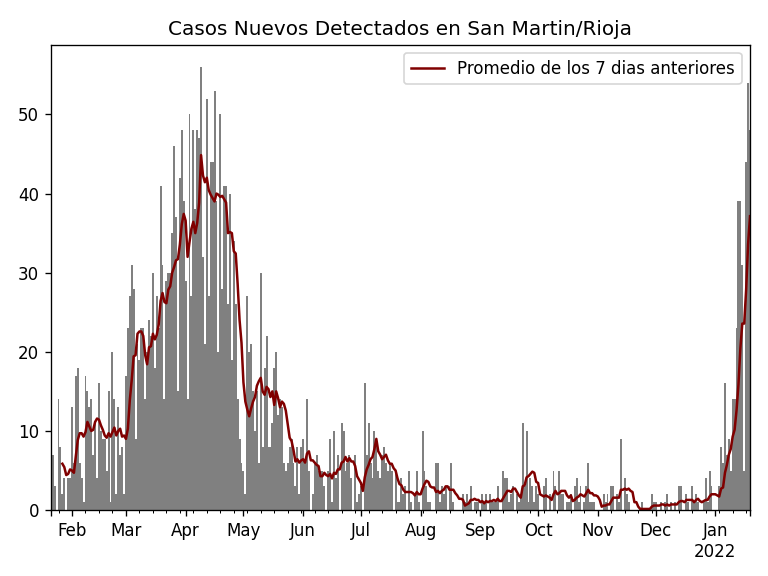 Casos Nuevos Detectados en San Martin/Rioja
Promedio de los 7 dias anteriores
50
40
30
20
10
0
Feb Mar Apr May Jun Jul Aug Sep Oct Nov Dec Jan
2022